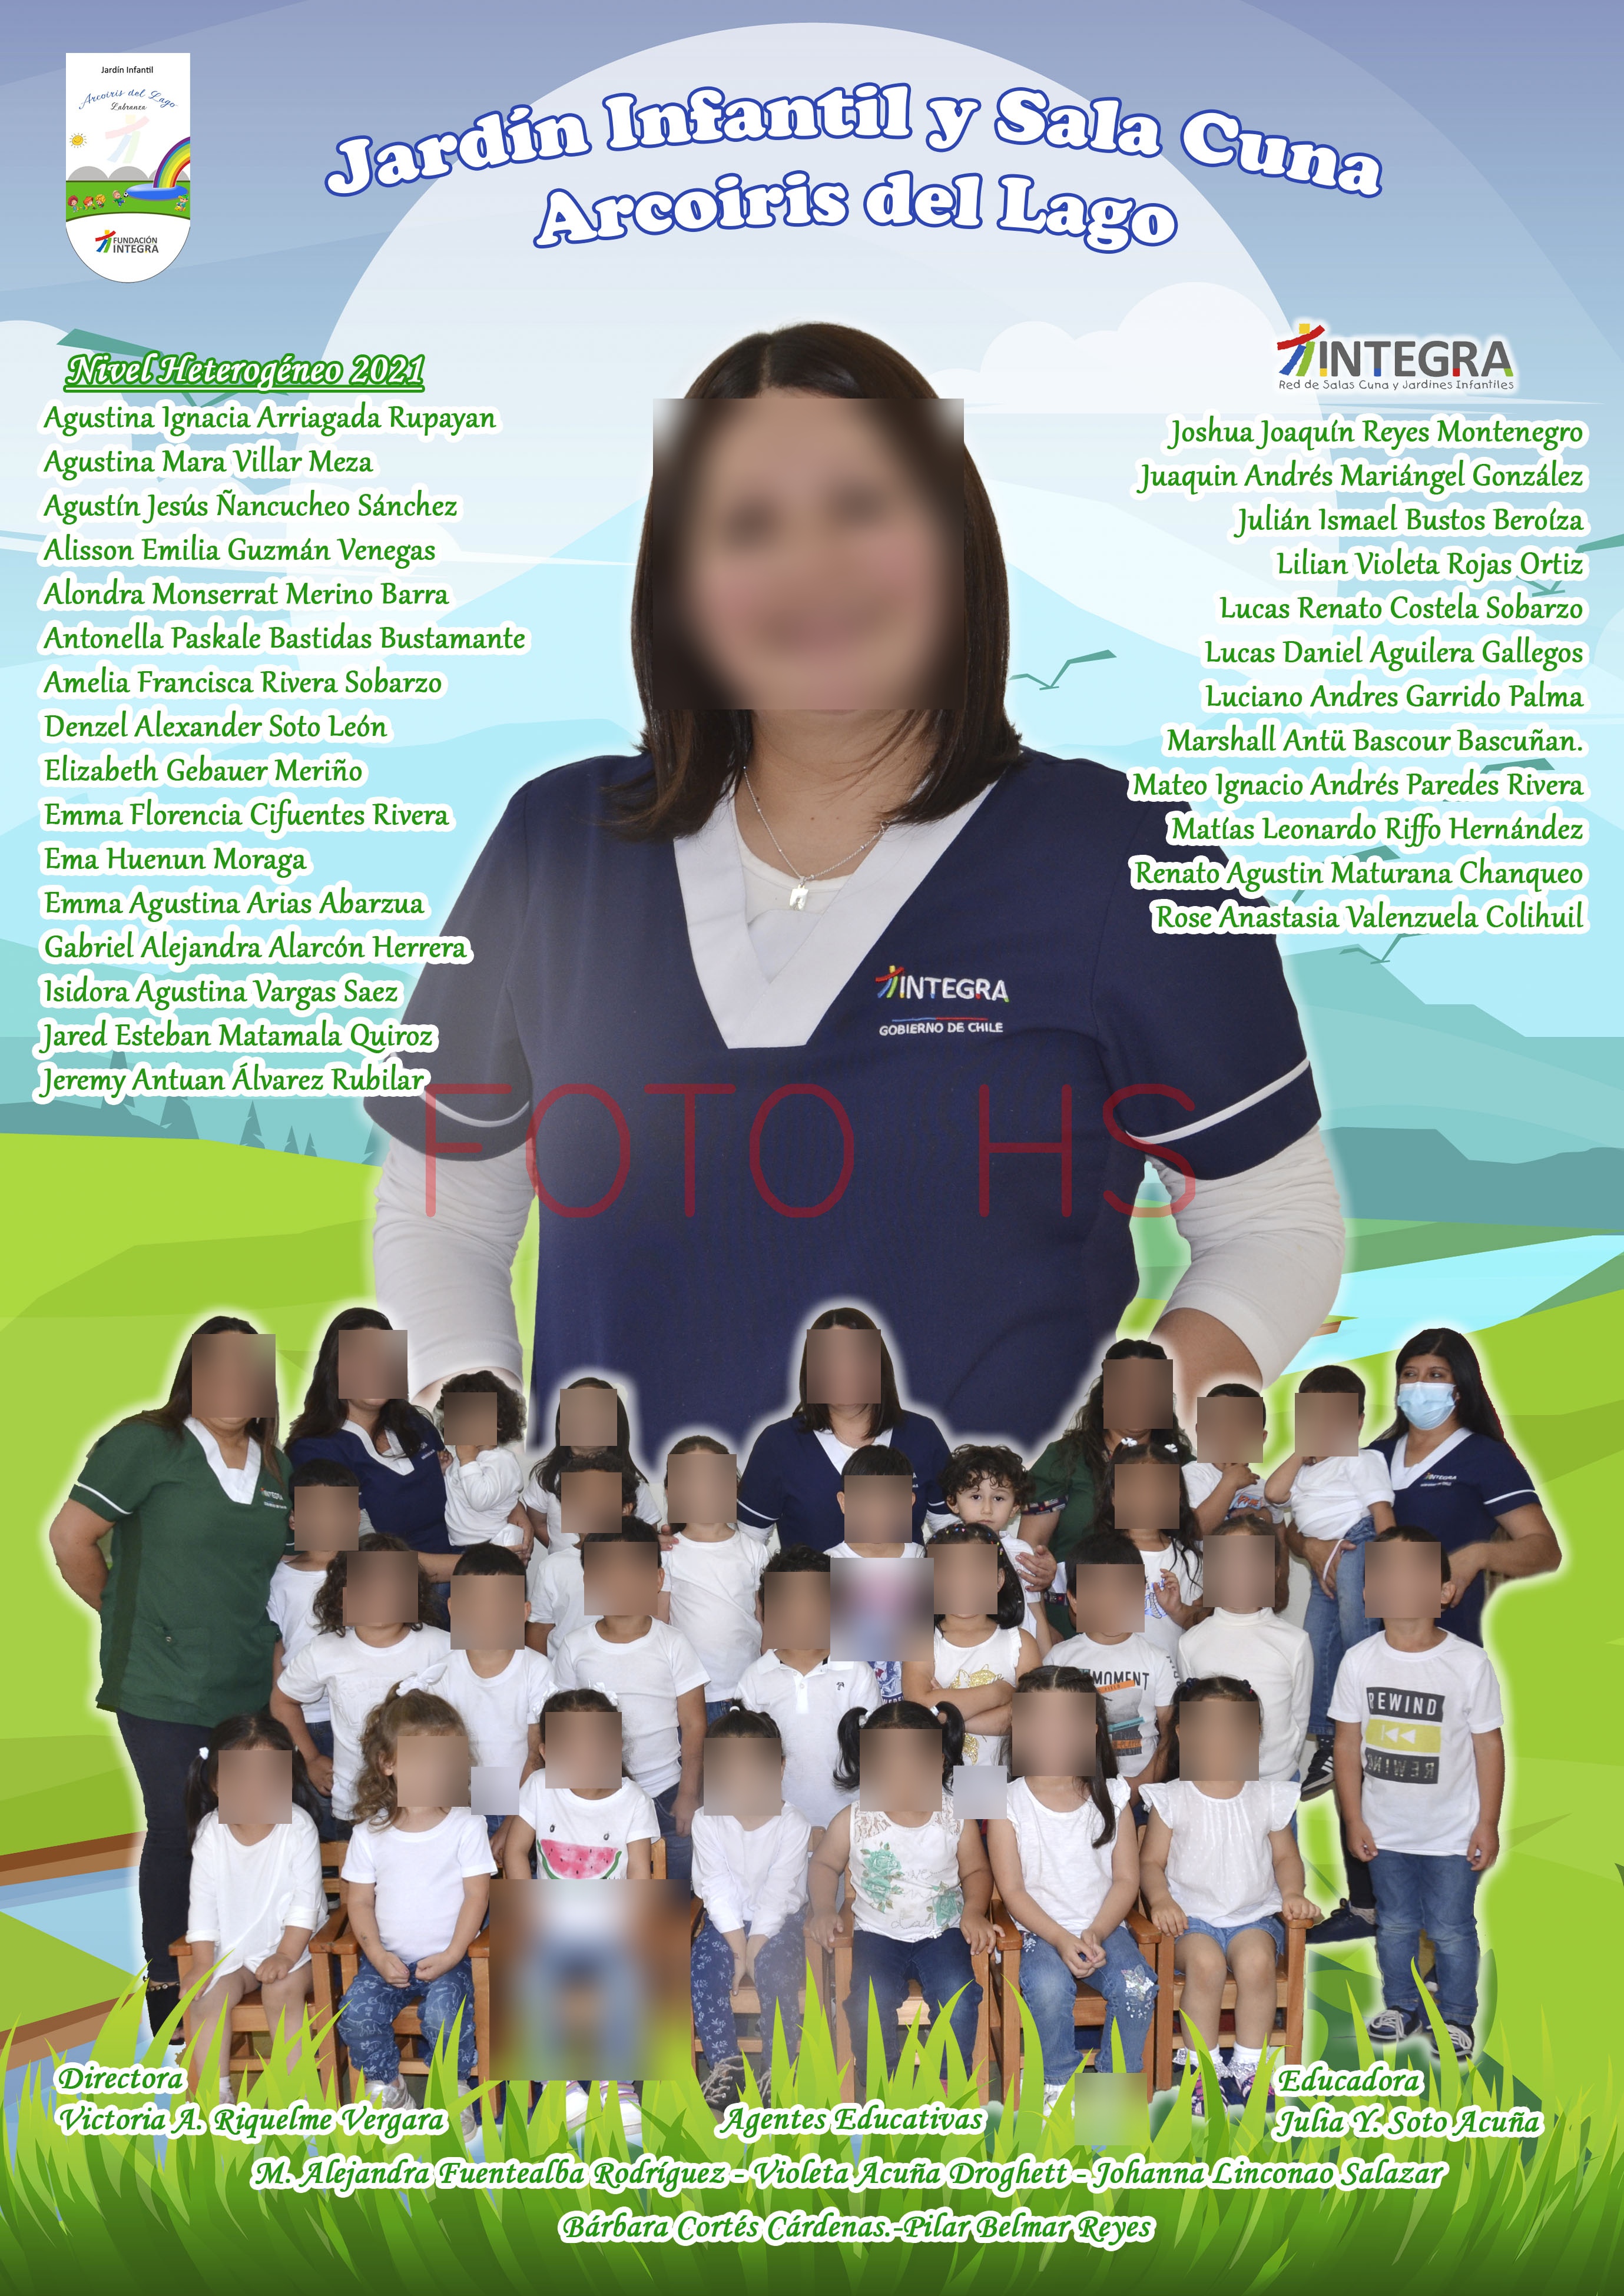 Jardín Infantil
Arcoiris del Lago
Labranza
FUNDACIÓN
INTEGRA
Jardín Infantil y Sala Cuna
Arcoiris del Lago
Nivel Heterogéneo 2021
Agustina Ignacia Arriagada Rupayan
Agustina Mara Villar Meza
Agustín Jesús Ñancucheo Sánchez
Alisson Emilia Guzmán Venegas
Alondra Monserrat Merino Barra
Antonella Paskale Bastidas Bustamante
Amelia Francisca Rivera Sobarzo
Denzel Alexander Soto León
Elizabeth Gebauer Meriño
Emma Florencia Cifuentes Rivera
Ema Huenun Moraga
Emma Agustina Arias Abarzua
Gabriel Alejandra Alarcón Herrera
Isidora Agustina Vargas Saez
Jared Esteban Matamala Quiroz
Jeremy Antuan Álvarez Rubilar
INTEGRA
Red de Salas Cuna y Jardines Infantiles
Joshua Joaquín Reyes Montenegro
Juaquin Andrés Mariángel González
Julián Ismael Bustos Beroíza
Lilian Violeta Rojas Ortiz
Lucas Renato Costela Sobarzo
Lucas Daniel Aguilera Gallegos
Luciano Andres Garrido Palma
Marshall Antü Bascour Bascuñan.
Mateo Ignacio Andrés Paredes Rivera
Matías Leonardo Riffo Hernández
Renato Agustin Maturana Chanqueo
Rose Anastasia Valenzuela Colihuil
INTEGRA
GOBIERNO DE CHILE
FOTO HS
INTEGRA
MOMENT
REWIND
REWIND
Directora
Victoria A. Riquelme Vergara
Agentes Educativas
Educadora
Julia Y. Soto Acuña
M. Alejandra Fuentealba Rodríguez - Violeta Acuña Droghett - Johanna Linconao Salazar
Bárbara Cortés Cárdenas.-Pilar Belmar Reyes